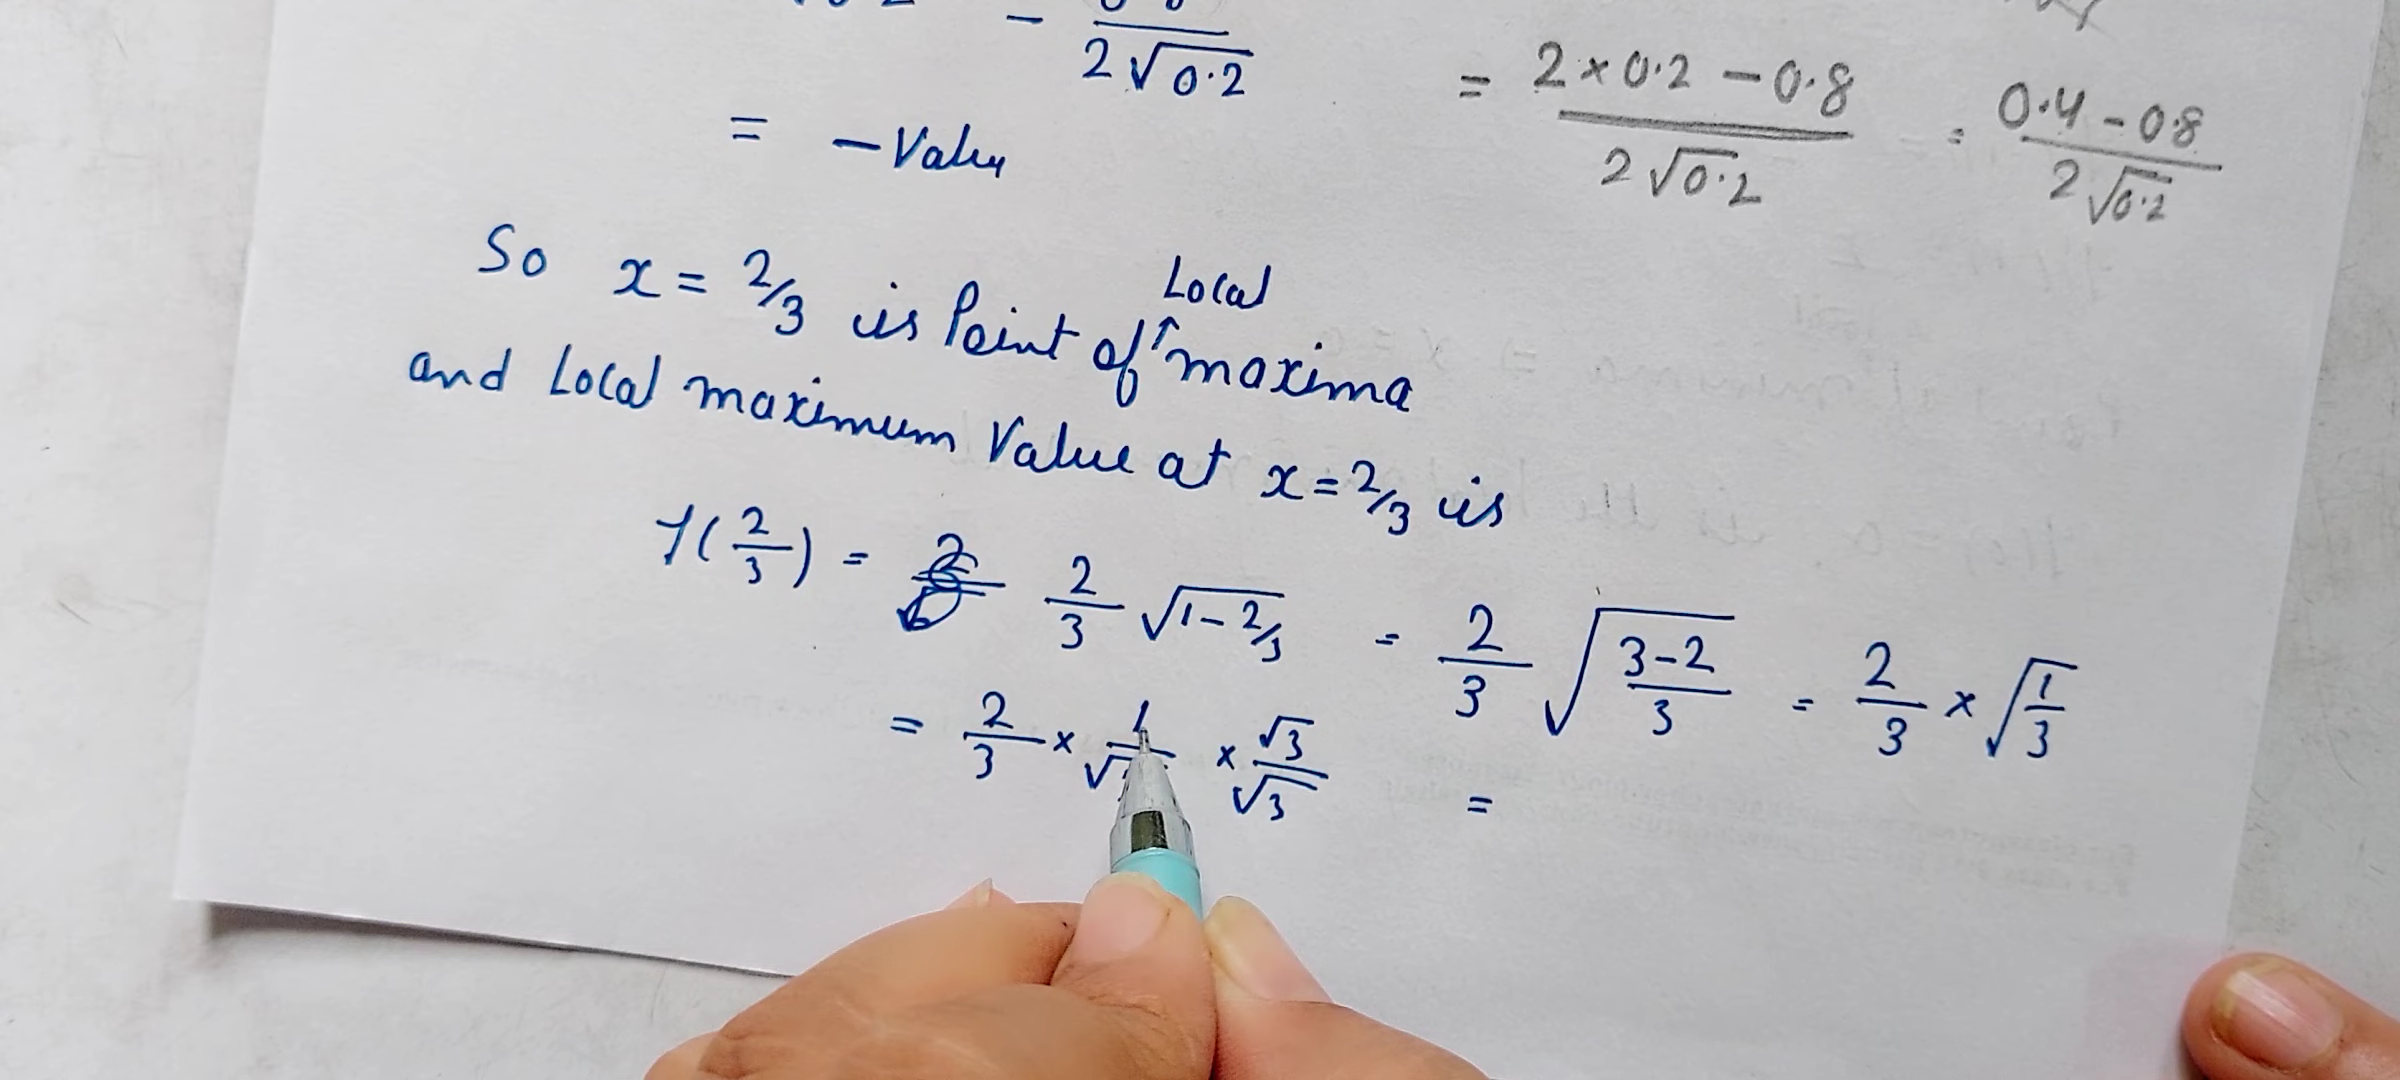 - 2√0.2
= 2×0.2 - 0.8 / 2√0.2 = 0.4 - 0.8 / 2√0.2
= - Value
So x = 2/3 is Point of Local maxima
and Local maximum Value at x = 2/3 is
f(2/3) = 2/3 √1-2/3 = 2/3 √3-2/3 = 2/3 × √1/3
= 2/3 × 1/√ × √3/√3 =